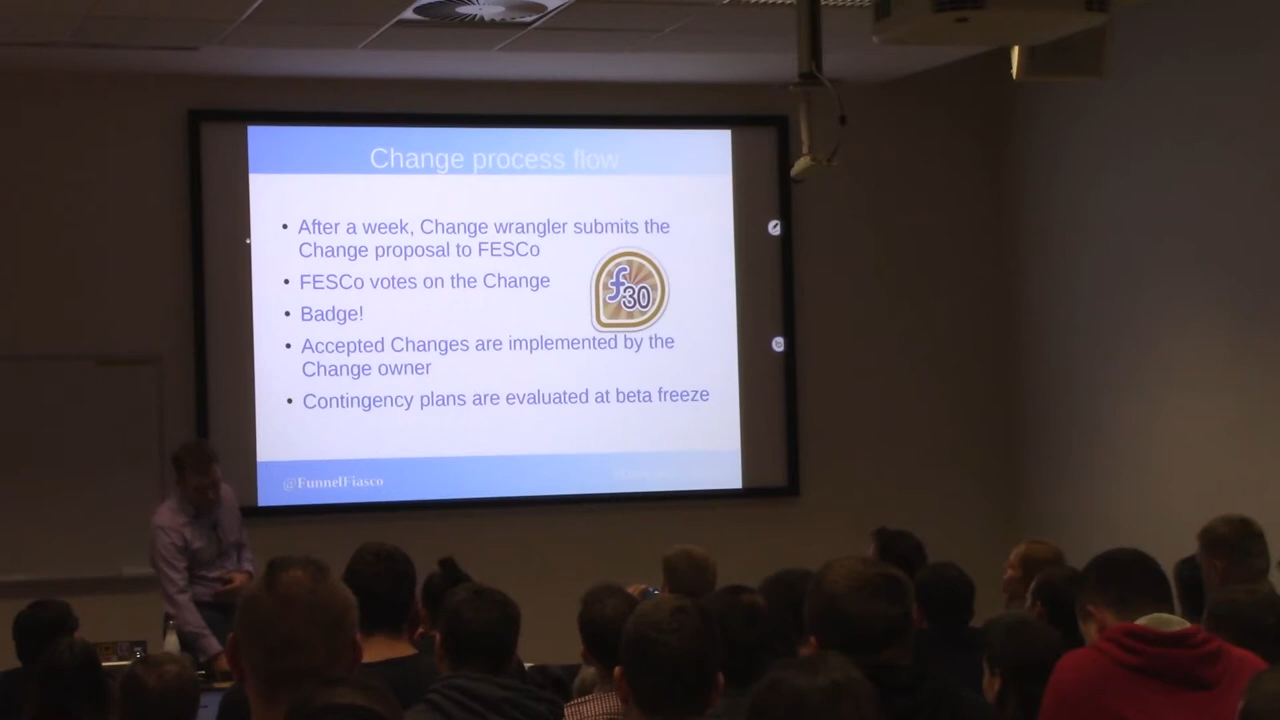 Change process flow
• After a week, Change wrangler submits the
Change proposal to FESCo
• FESCo votes on the Change
f30
• Badge!
• Accepted Changes are implemented by the
Change owner
• Contingency plans are evaluated at beta freeze
@FunnelFiasco